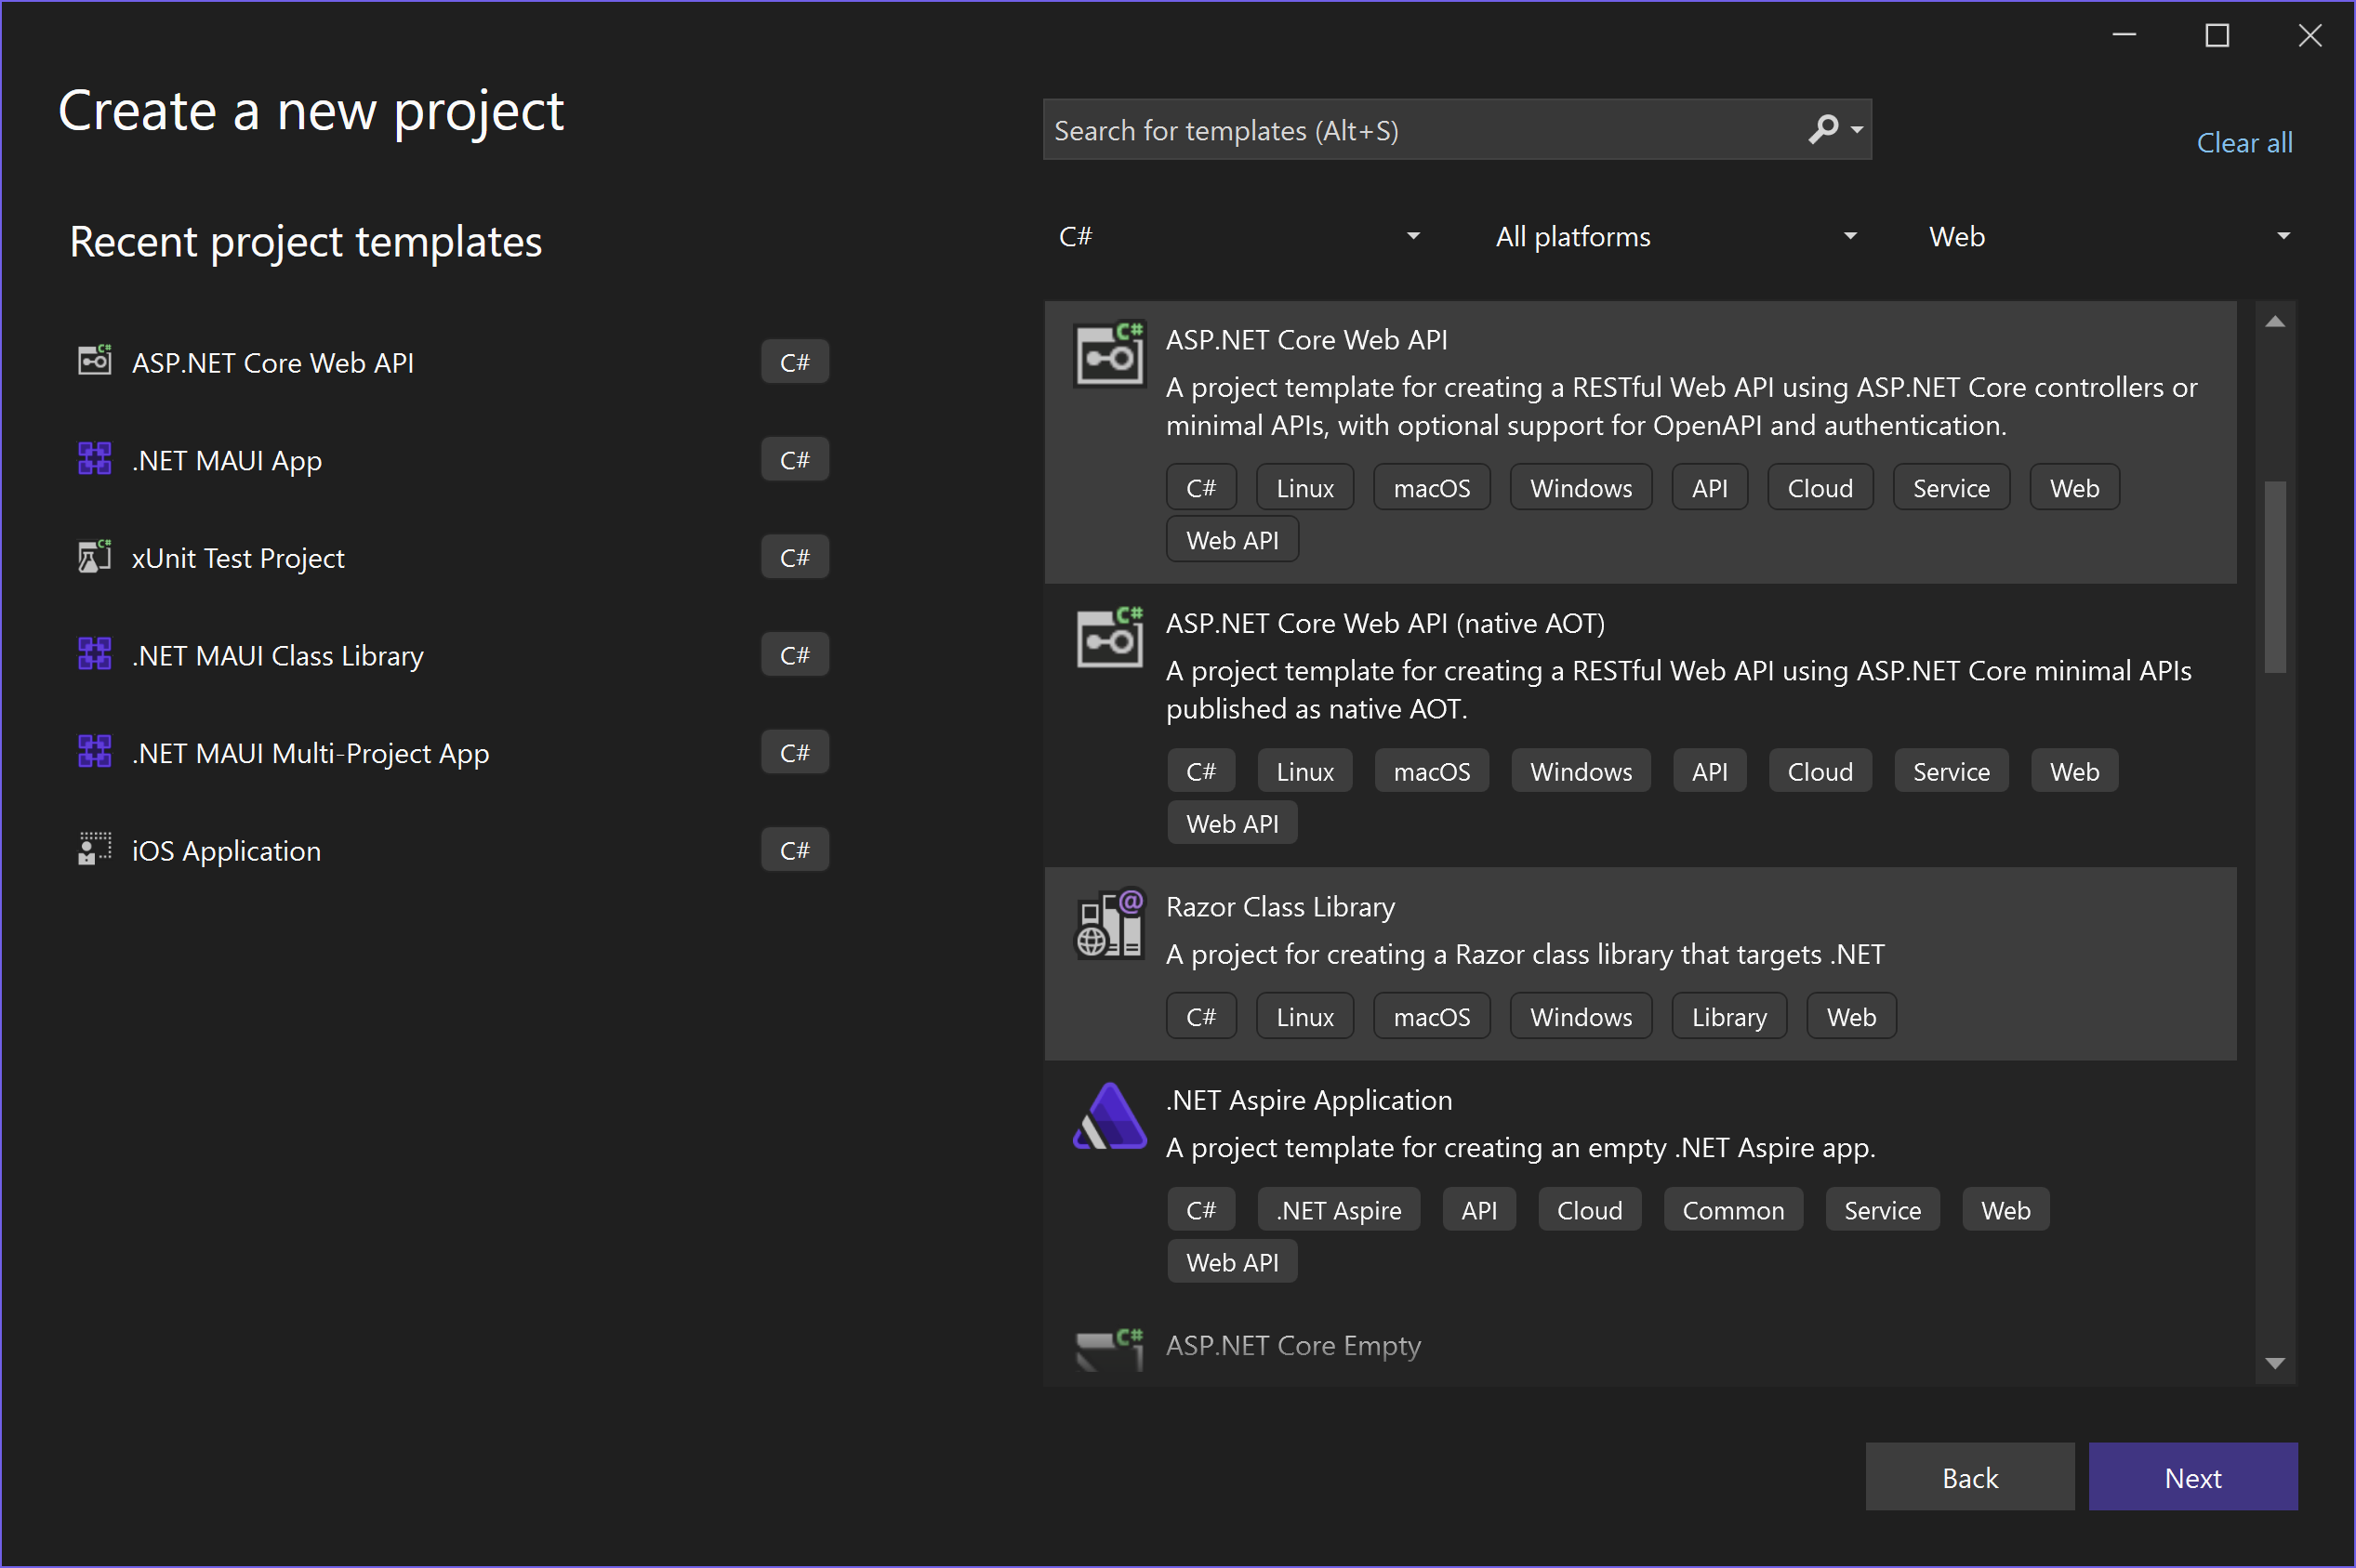 Create a new project
Search for templates (Alt+S)
Clear all
Recent project templates
C#
All platforms
Web
ASP.NET Core Web API
C#
.NET MAUI App
C#
xUnit Test Project
C#
.NET MAUI Class Library
C#
.NET MAUI Multi-Project App
C#
iOS Application
C#
C#
ASP.NET Core Web API
A project template for creating a RESTful Web API using ASP.NET Core controllers or
minimal APIs, with optional support for OpenAPI and authentication.
C# Linux macOS Windows API Cloud Service Web
Web API
C#
ASP.NET Core Web API (native AOT)
A project template for creating a RESTful Web API using ASP.NET Core minimal APIs
published as native AOT.
C# Linux macOS Windows API Cloud Service Web
Web API
@
Razor Class Library
A project for creating a Razor class library that targets .NET
C# Linux macOS Windows Library Web
.NET Aspire Application
A project template for creating an empty .NET Aspire app.
C# .NET Aspire API Cloud Common Service Web
Web API
C#
ASP.NET Core Empty
Back
Next